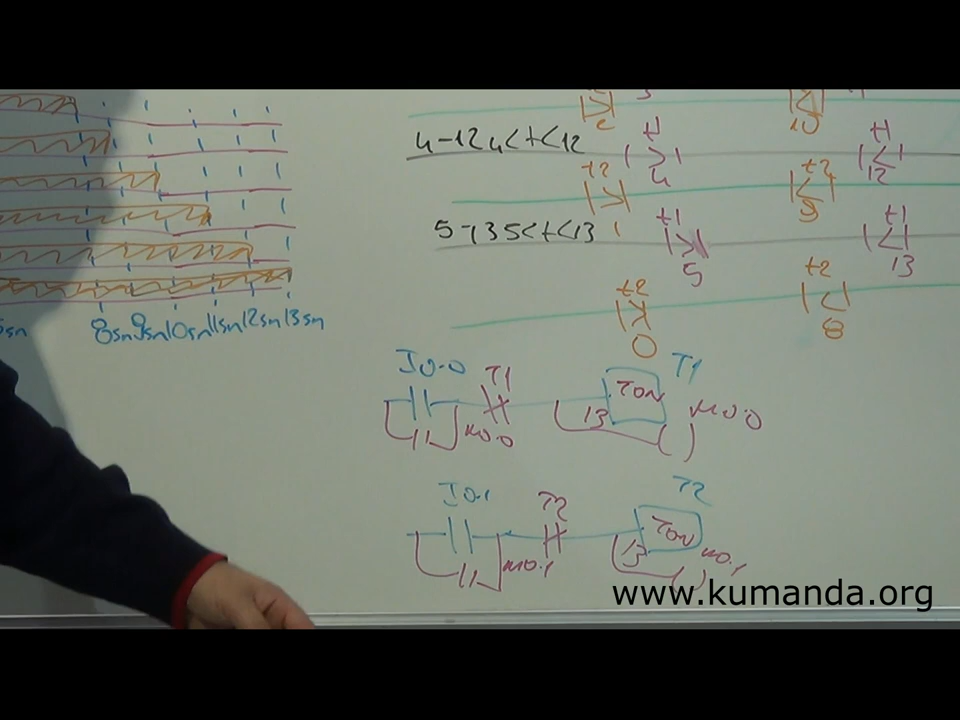 4-12 4<t<12
t1 t1
> <
4 12
t2 t2
> <
1 9
5-13 5<t<13
t1 t1
> <
5 13
t2 t2
> <
0 8
8sn 9sn 10sn 11sn 12sn 13sn
I0.0 T1 TON T1
13 M0.0
M0.0
I0.1 T2 TON T2
13 M0.1
M0.1
www.kumanda.org